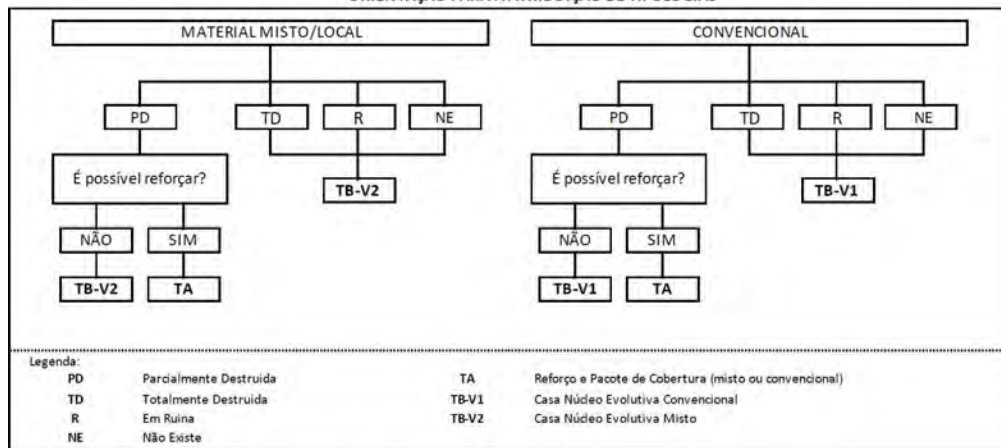 MATERIAL MISTO/LOCAL CONVENCIONAL
PD TD R NE PD TD R NE
É possível reforçar? TB-V2 É possível reforçar? TB-V1
NÃO SIM NÃO SIM
TB-V2 TA TB-V1 TA
Legenda:
PD Parcialmente Destruida TA Reforço e Pacote de Cobertura (misto ou convencional)
TD Totalmente Destruida TB-V1 Casa Núcleo Evolutiva Convencional
R Em Ruina TB-V2 Casa Núcleo Evolutiva Misto
NE Não Existe